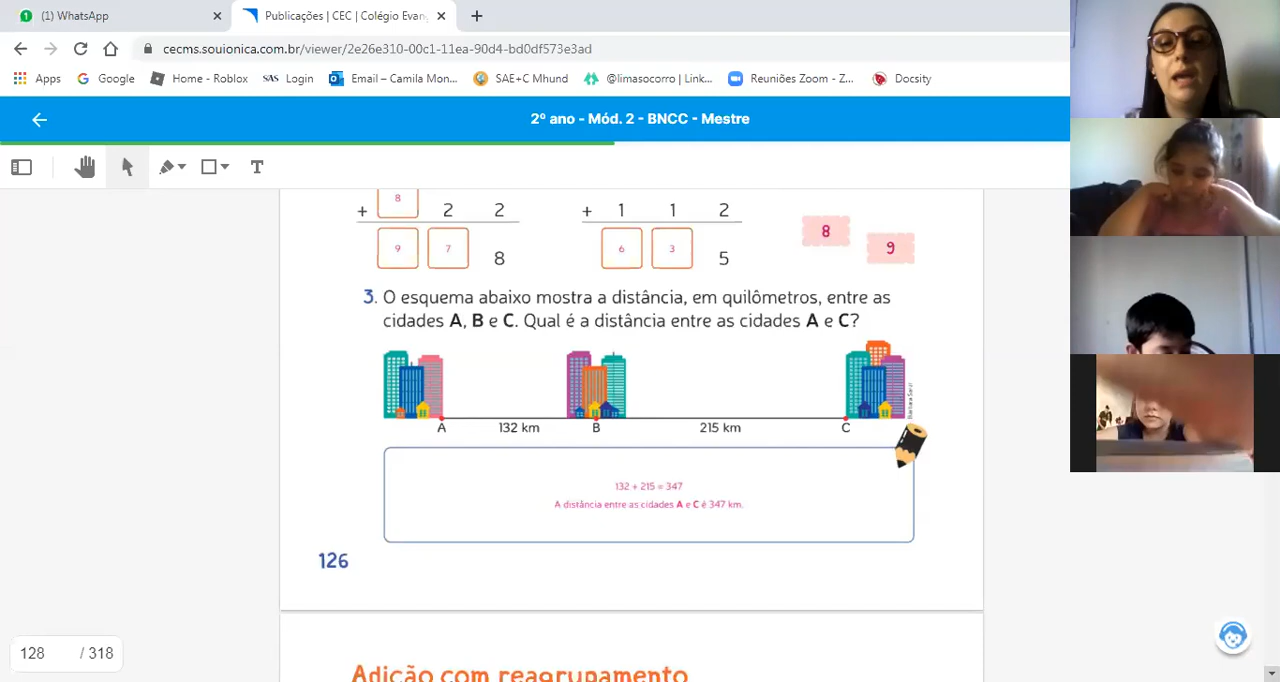 (1) WhatsApp
Publicações | CEC | Colégio Evan
cecms.souionica.com.br/viewer/2e26e310-00c1-11ea-90d4-bd0df573e3ad
Apps
Google
Home - Roblox
SAS Login
Email – Camila Mon...
SAE+C Mhund
@limasocorro | Link...
Reuniões Zoom - Z...
Docsity
2º ano - Mód. 2 - BNCC - Mestre
T
+ 8 2 2
9 7 8
+ 1 1 2
6 3 5
8
9
3. O esquema abaixo mostra a distância, em quilômetros, entre as
cidades A, B e C. Qual é a distância entre as cidades A e C?
A 132 km B 215 km C
132 + 215 = 347
A distância entre as cidades A e C é 347 km.
126
Adição com reagrupamento
128 / 318